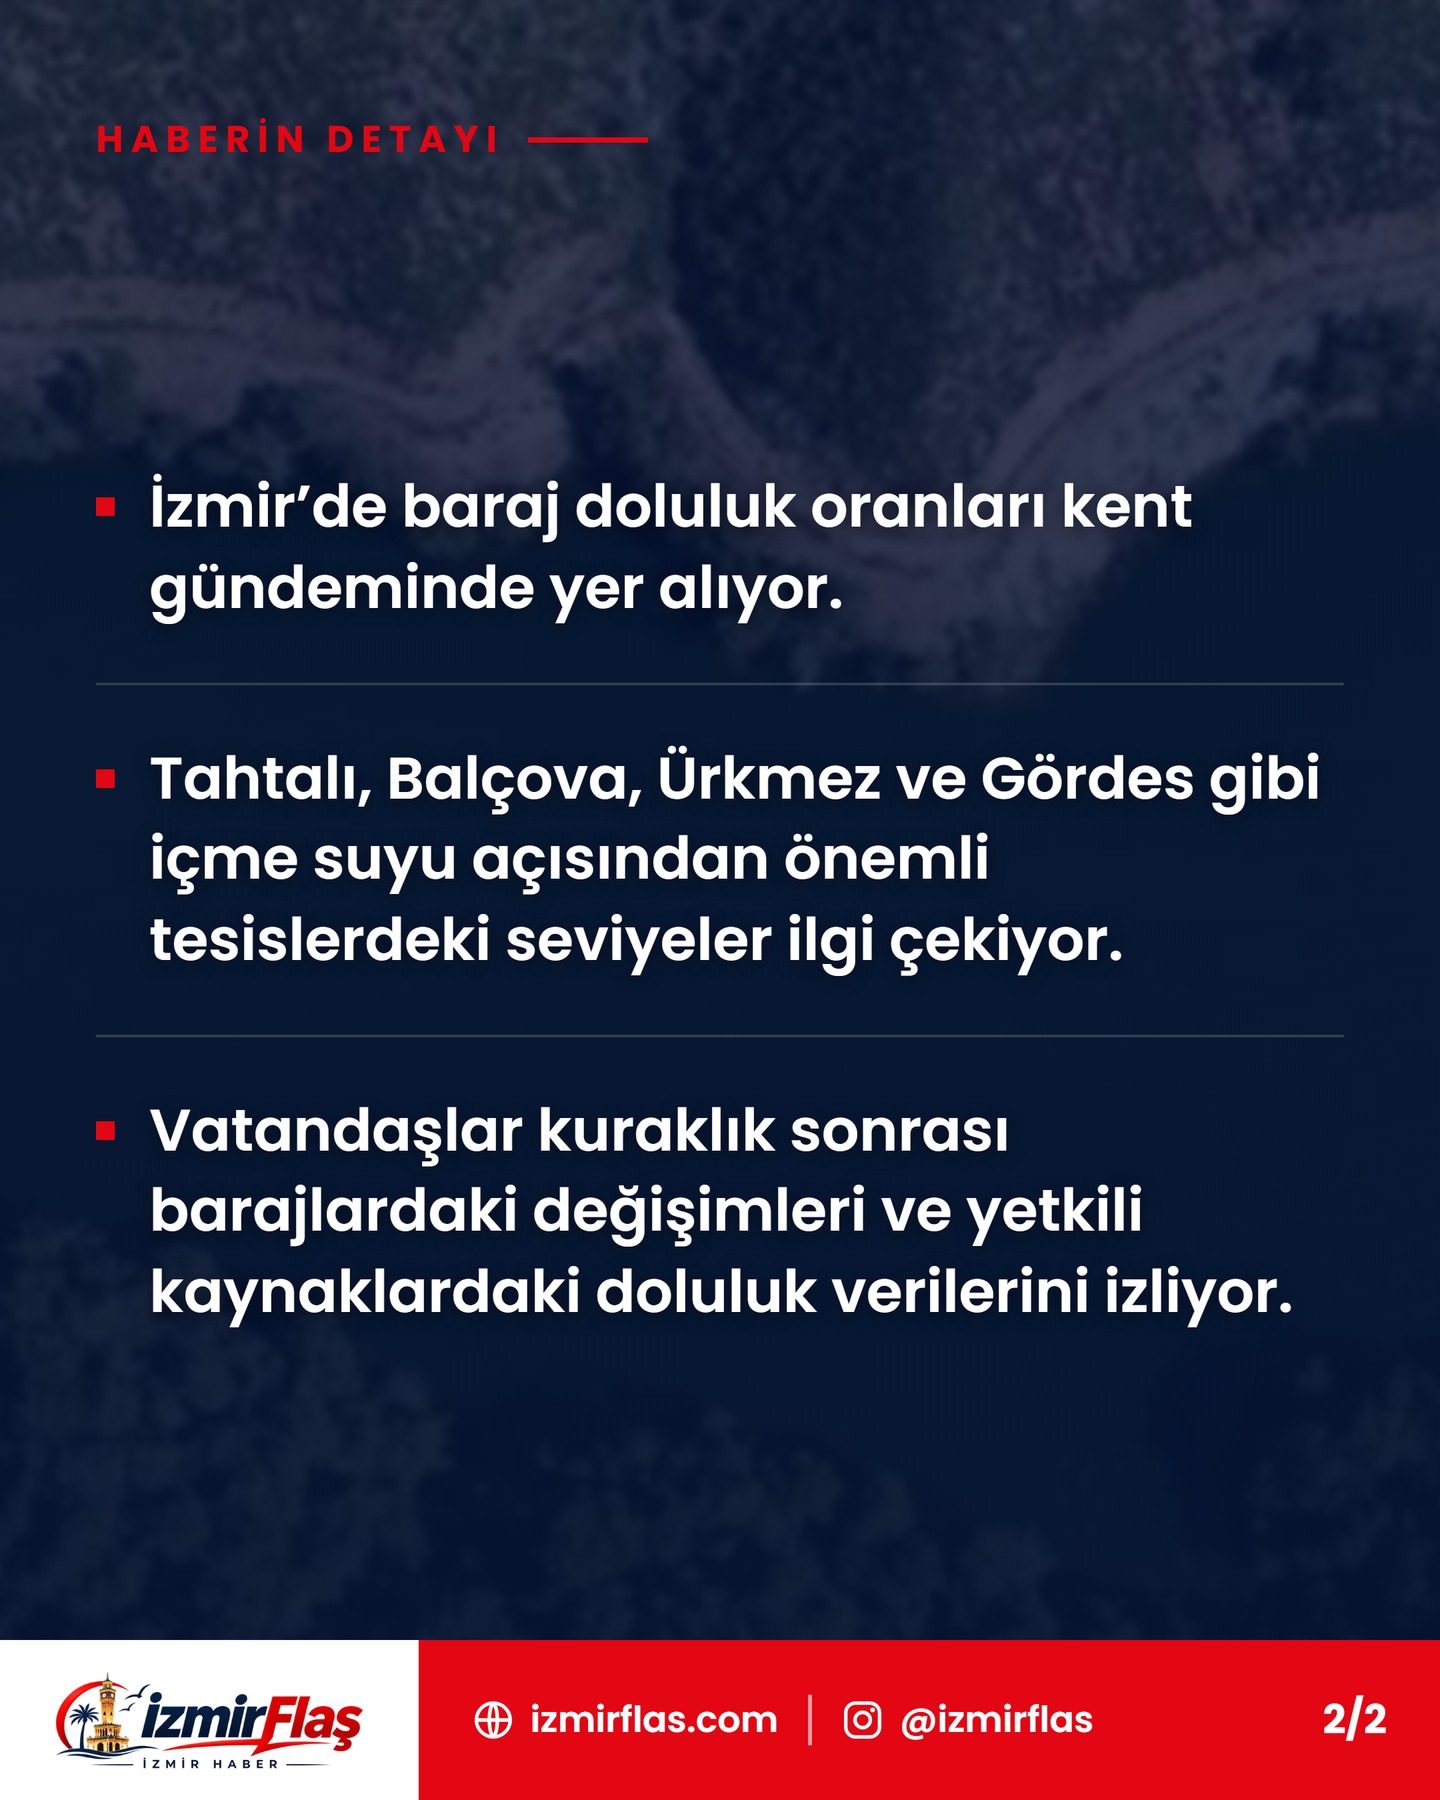 HABERİN DETAYI
İzmir’de baraj doluluk oranları kent
gündeminde yer alıyor.
Tahtalı, Balçova, Ürkmez ve Gördes gibi
içme suyu açısından önemli
tesislerdeki seviyeler ilgi çekiyor.
Vatandaşlar kuraklık sonrası
barajlardaki değişimleri ve yetkili
kaynaklardaki doluluk verilerini izliyor.
izmirFlaş
İZMİR HABER
izmirflas.com | @izmirflas
2/2